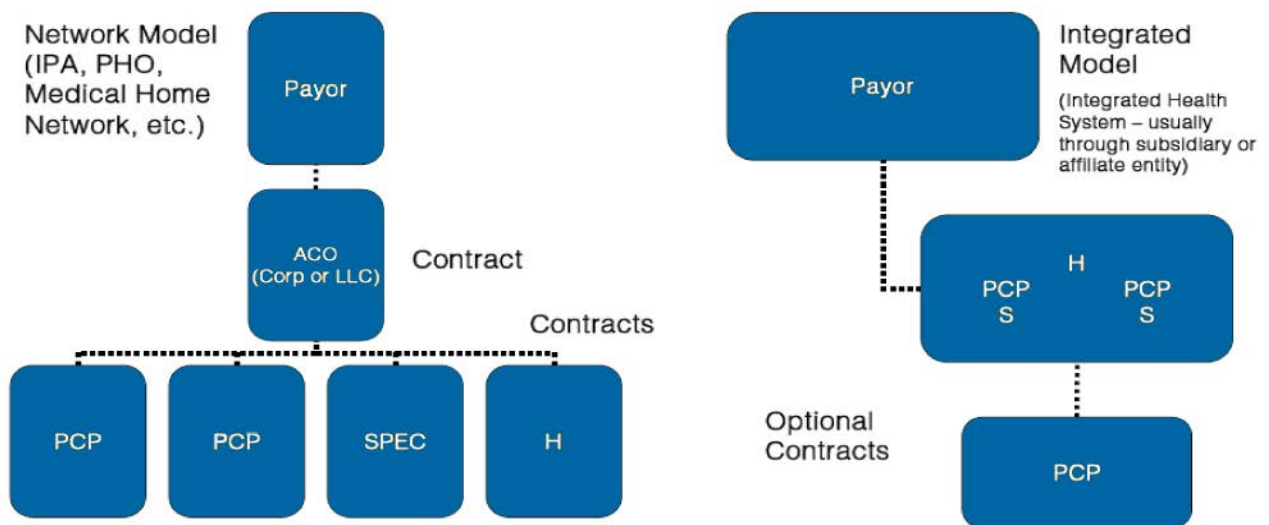 Network Model
(IPA, PHO,
Medical Home
Network, etc.)
Payor
ACO
(Corp or LLC)
Contract
Contracts
PCP
PCP
SPEC
H
Payor
Integrated
Model
(Integrated Health
System – usually
through subsidiary or
affiliate entity)
H
PCP
S
PCP
S
Optional
Contracts
PCP